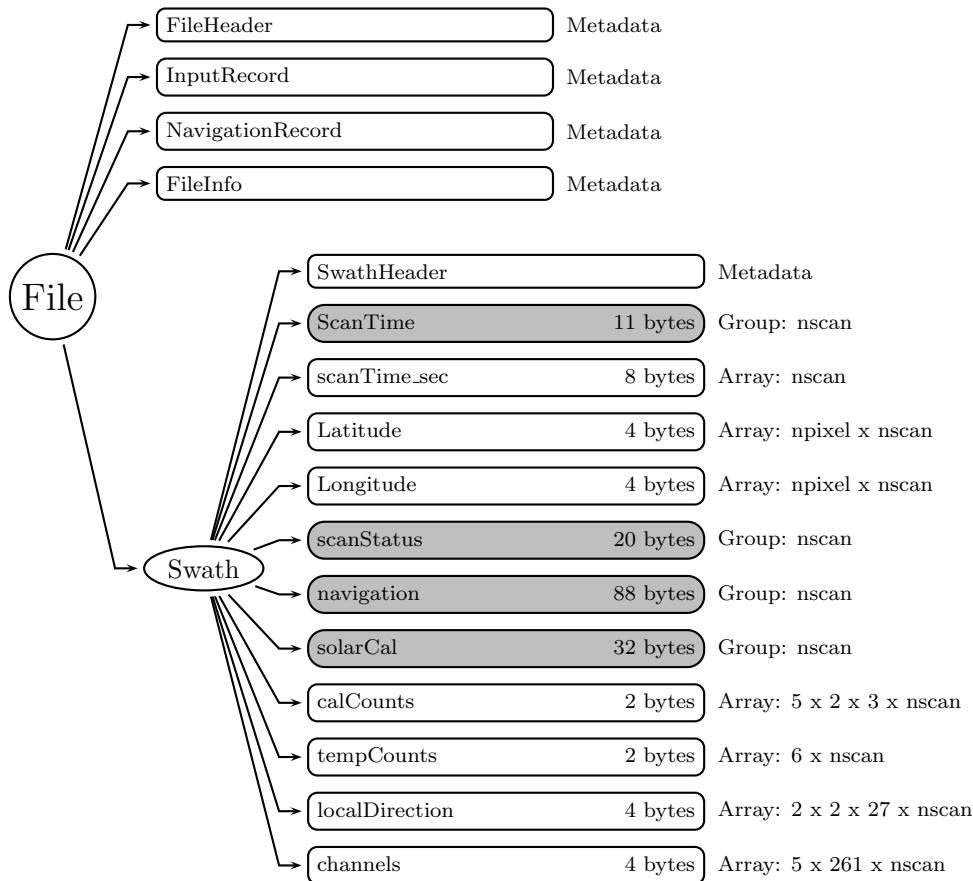 FileHeader Metadata
InputRecord Metadata
NavigationRecord Metadata
FileInfo Metadata
File
SwathHeader Metadata
ScanTime 11 bytes Group: nscan
scanTime_sec 8 bytes Array: nscan
Latitude 4 bytes Array: npixel x nscan
Longitude 4 bytes Array: npixel x nscan
scanStatus 20 bytes Group: nscan
Swath
navigation 88 bytes Group: nscan
solarCal 32 bytes Group: nscan
calCounts 2 bytes Array: 5 x 2 x 3 x nscan
tempCounts 2 bytes Array: 6 x nscan
localDirection 4 bytes Array: 2 x 2 x 27 x nscan
channels 4 bytes Array: 5 x 261 x nscan